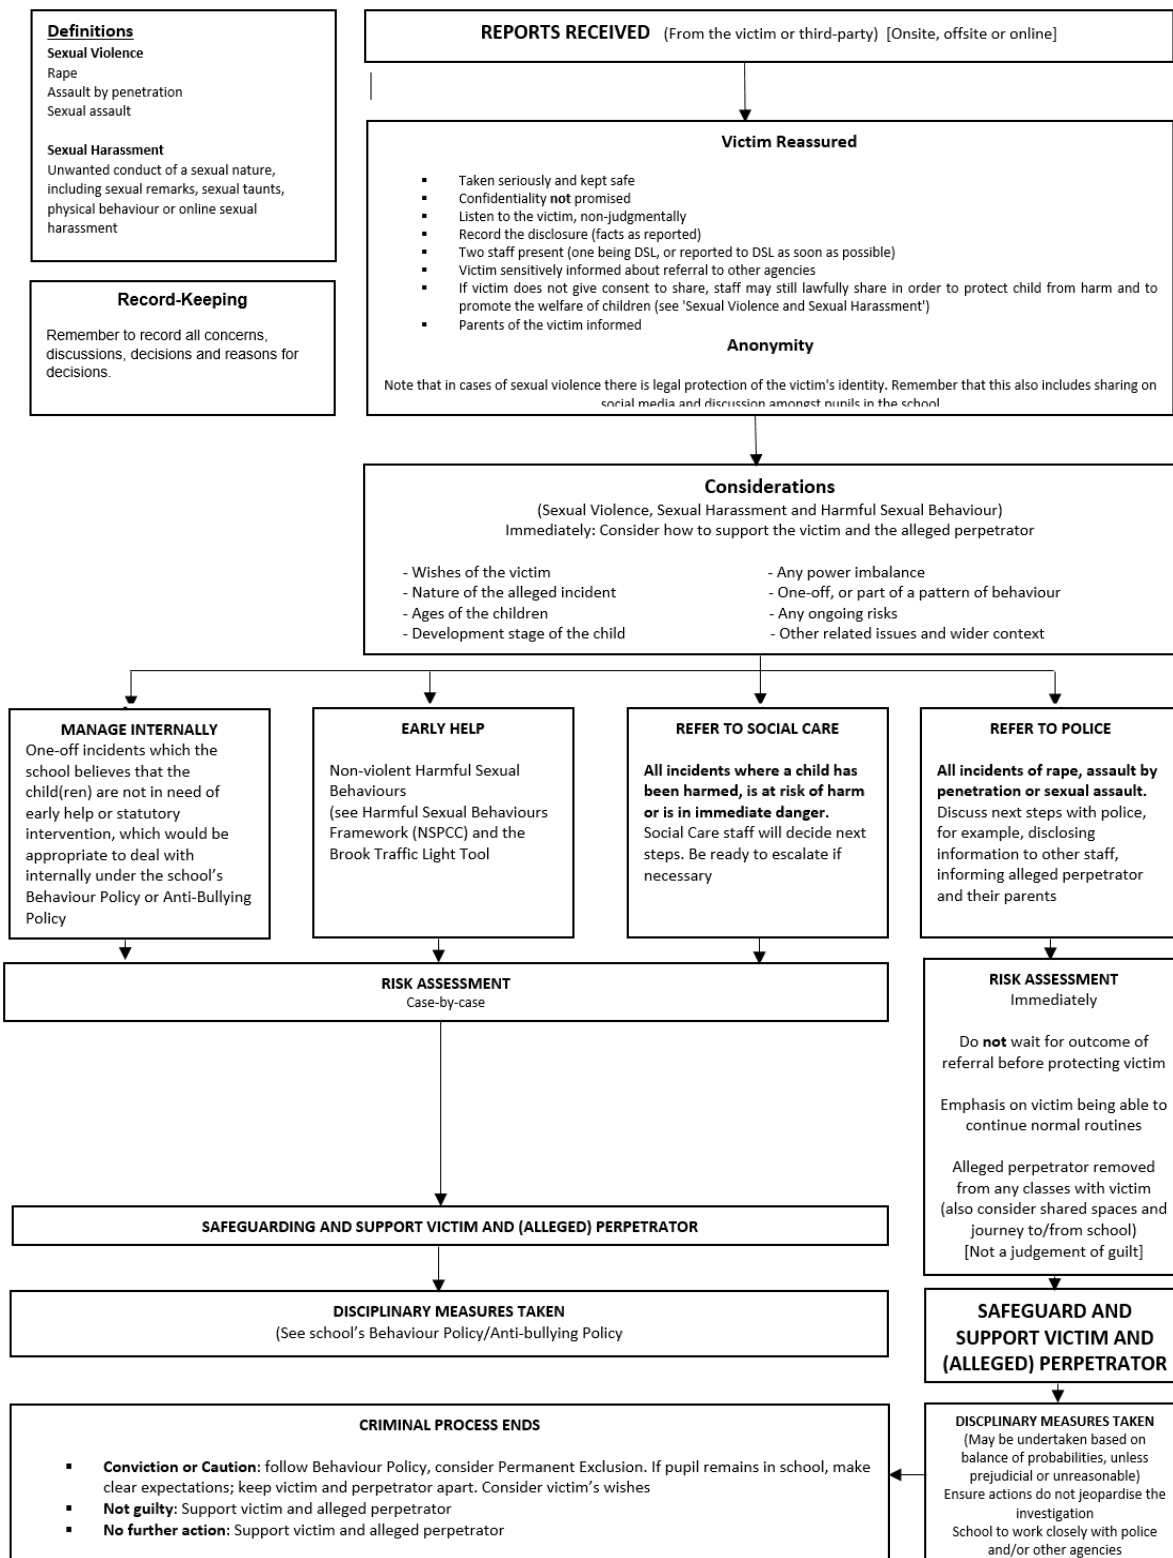 Definitions
Sexual Violence
Rape
Assault by penetration
Sexual assault
Sexual Harassment
Unwanted conduct of a sexual nature,
including sexual remarks, sexual taunts,
physical behaviour or online sexual
harassment
Record-Keeping
Remember to record all concerns,
discussions, decisions and reasons for
decisions.
REPORTS RECEIVED (From the victim or third-party) [Onsite, offsite or online]
Victim Reassured
▪ Taken seriously and kept safe
▪ Confidentiality not promised
▪ Listen to the victim, non-judgmentally
▪ Record the disclosure (facts as reported)
▪ Two staff present (one being DSL, or reported to DSL as soon as possible)
▪ Victim sensitively informed about referral to other agencies
▪ If victim does not give consent to share, staff may still lawfully share in order to protect child from harm and to
promote the welfare of children (see 'Sexual Violence and Sexual Harassment')
▪ Parents of the victim informed
Anonymity
Note that in cases of sexual violence there is legal protection of the victim's identity. Remember that this also includes sharing on
social media and discussion amongst pupils in the school
Considerations
(Sexual Violence, Sexual Harassment and Harmful Sexual Behaviour)
Immediately: Consider how to support the victim and the alleged perpetrator
- Wishes of the victim
- Nature of the alleged incident
- Ages of the children
- Development stage of the child
- Any power imbalance
- One-off, or part of a pattern of behaviour
- Any ongoing risks
- Other related issues and wider context
MANAGE INTERNALLY
One-off incidents which the
school believes that the
child(ren) are not in need of
early help or statutory
intervention, which would be
appropriate to deal with
internally under the school's
Behaviour Policy or Anti-Bullying
Policy
EARLY HELP
Non-violent Harmful Sexual
Behaviours
(see Harmful Sexual Behaviours
Framework (NSPCC) and the
Brook Traffic Light Tool
REFER TO SOCIAL CARE
All incidents where a child has
been harmed, is at risk of harm
or is in immediate danger.
Social Care staff will decide next
steps. Be ready to escalate if
necessary
REFER TO POLICE
All incidents of rape, assault by
penetration or sexual assault.
Discuss next steps with police,
for example, disclosing
information to other staff,
informing alleged perpetrator
and their parents
RISK ASSESSMENT
Case-by-case
SAFEGUARDING AND SUPPORT VICTIM AND (ALLEGED) PERPETRATOR
DISCIPLINARY MEASURES TAKEN
(See school's Behaviour Policy/Anti-bullying Policy
RISK ASSESSMENT
Immediately
Do not wait for outcome of
referral before protecting victim
Emphasis on victim being able to
continue normal routines
Alleged perpetrator removed
from any classes with victim
(also consider shared spaces and
journey to/from school)
[Not a judgement of guilt]
SAFEGUARD AND
SUPPORT VICTIM AND
(ALLEGED) PERPETRATOR
DISCPLINARY MEASURES TAKEN
(May be undertaken based on
balance of probabilities, unless
prejudicial or unreasonable)
Ensure actions do not jeopardise the
investigation
School to work closely with police
and/or other agencies
CRIMINAL PROCESS ENDS
▪ Conviction or Caution: follow Behaviour Policy, consider Permanent Exclusion. If pupil remains in school, make
clear expectations; keep victim and perpetrator apart. Consider victim's wishes
▪ Not guilty: Support victim and alleged perpetrator
▪ No further action: Support victim and alleged perpetrator